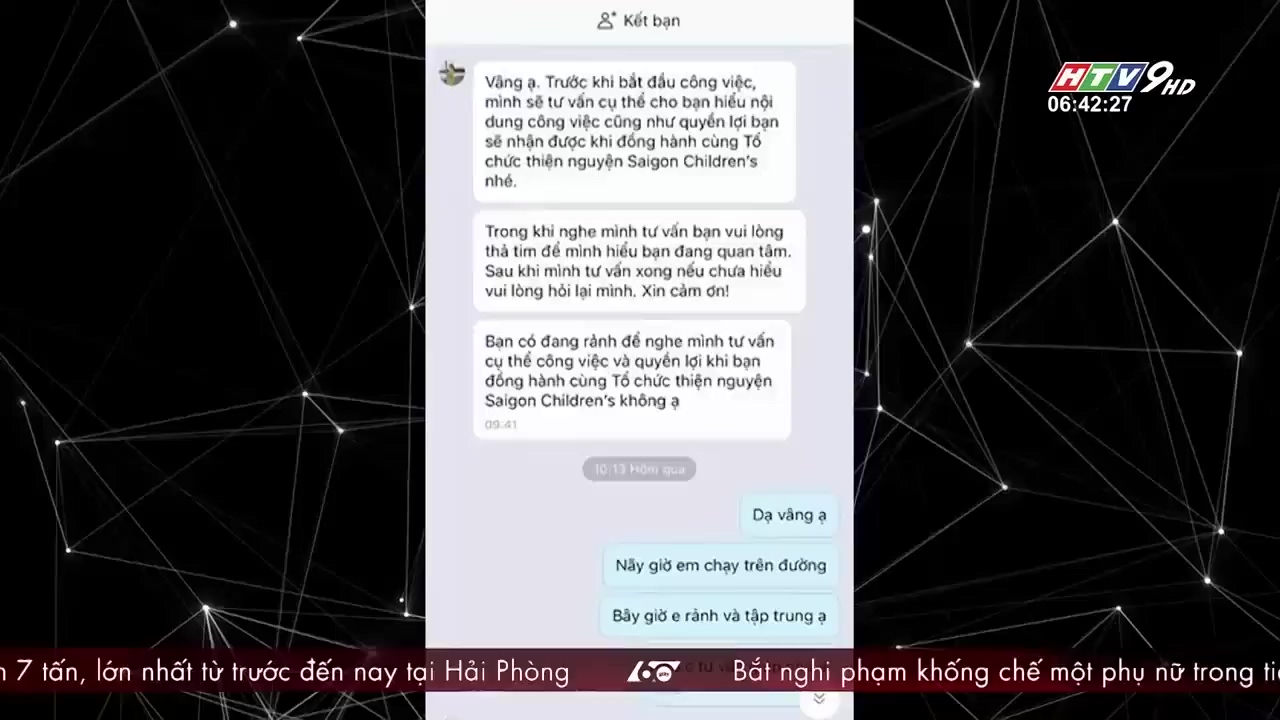 Kết bạn
HTV9 HD
06:42:27
Vâng ạ. Trước khi bắt đầu công việc,
mình sẽ tư vấn cụ thể cho bạn hiểu nội
dung công việc cũng như quyền lợi bạn
sẽ nhận được khi đồng hành cùng Tổ
chức thiện nguyện Saigon Children's
nhé.
Trong khi nghe mình tư vấn bạn vui lòng
thả tim để mình hiểu bạn đang quan tâm.
Sau khi mình tư vấn xong nếu chưa hiểu
vui lòng hỏi lại mình. Xin cảm ơn!
Bạn có đang rảnh để nghe mình tư vấn
cụ thể công việc và quyền lợi khi bạn
đồng hành cùng Tổ chức thiện nguyện
Saigon Children's không ạ
09:41
10:13 Hôm qua
Dạ vâng ạ
Nãy giờ em chạy trên đường
Bây giờ e rảnh và tập trung ạ
7 tấn, lớn nhất từ trước đến nay tại Hải Phòng
60
Bắt nghi phạm khống chế một phụ nữ trong